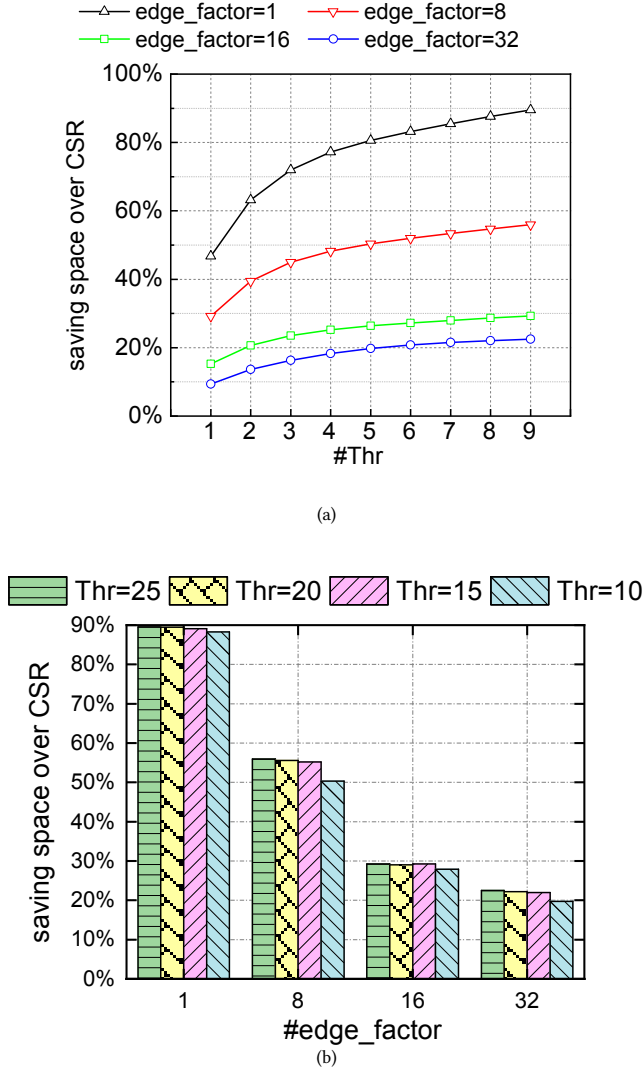 edge_factor=1 edge_factor=8
edge_factor=16 edge_factor=32
100%
80%
60%
40%
20%
0%
saving space over CSR
1 2 3 4 5 6 7 8 9
#Thr
(a)
Thr=25 Thr=20 Thr=15 Thr=10
90%
80%
70%
60%
50%
40%
30%
20%
10%
0%
saving space over CSR
1 8 16 32
#edge_factor
(b)